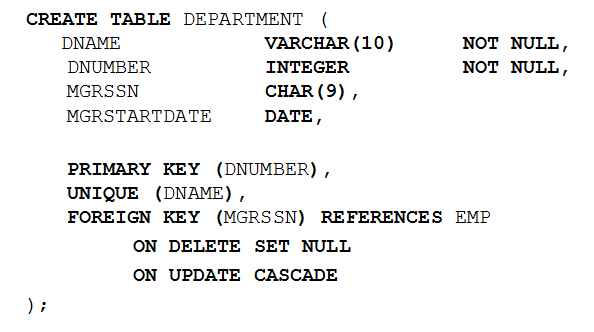 CREATE TABLE DEPARTMENT (
DNAME VARCHAR(10) NOT NULL,
DNUMBER INTEGER NOT NULL,
MGRSSN CHAR(9),
MGRSTARTDATE DATE,
PRIMARY KEY (DNUMBER),
UNIQUE (DNAME),
FOREIGN KEY (MGRSSN) REFERENCES EMP
ON DELETE SET NULL
ON UPDATE CASCADE
);